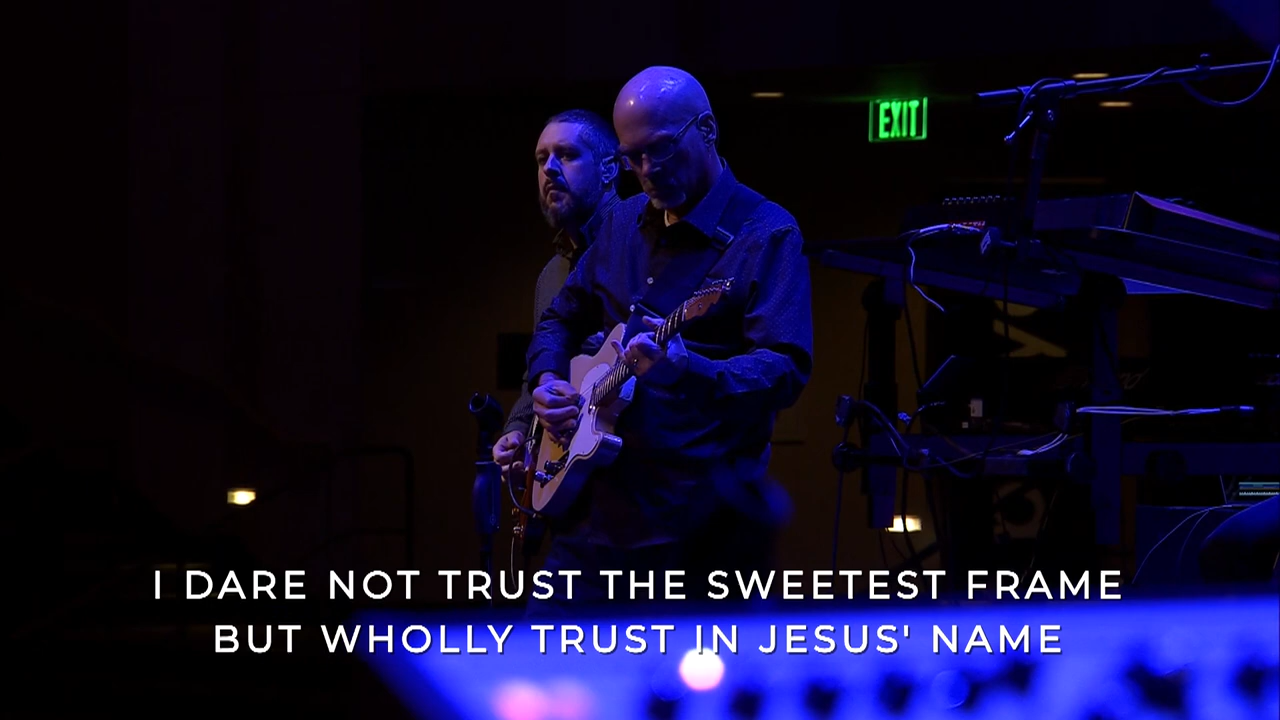 EXIT
I DARE NOT TRUST THE SWEETEST FRAME
BUT WHOLLY TRUST IN JESUS' NAME